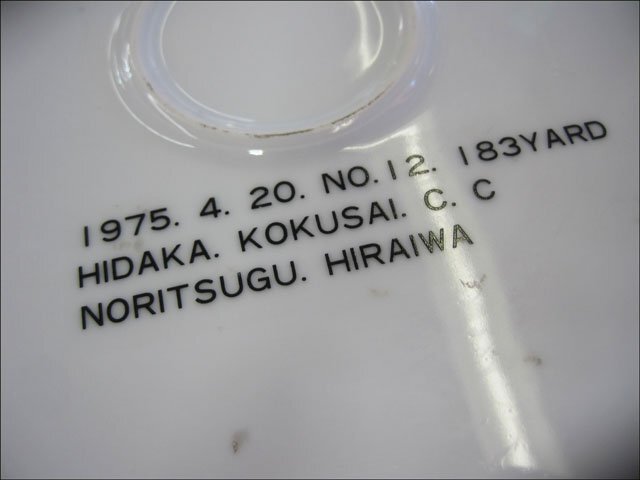 1975. 4. 20. NO. 12. 183YARD
HIDAKA. KOKUSAI. C. C
NORITSUGU. HIRAIWA